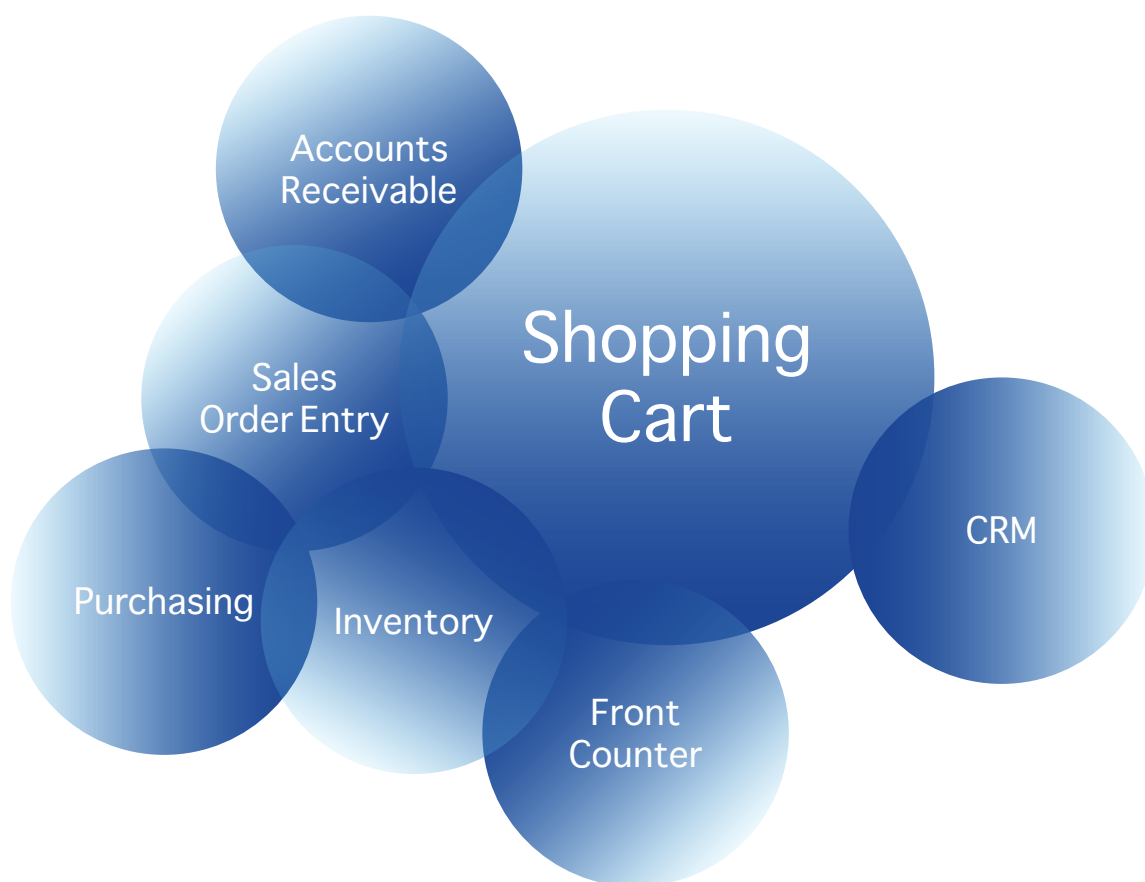 Accounts
Receivable
Shopping
Cart
Sales
Order Entry
CRM
Purchasing
Inventory
Front
Counter